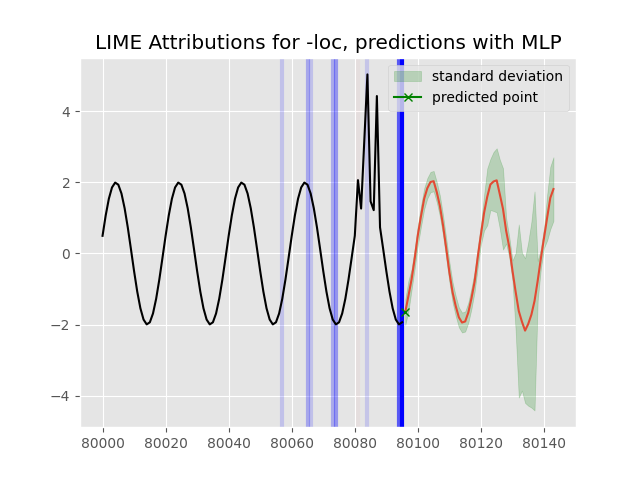 LIME Attributions for -loc, predictions with MLP
standard deviation
predicted point
4
2
0
−2
−4
80000 80020 80040 80060 80080 80100 80120 80140